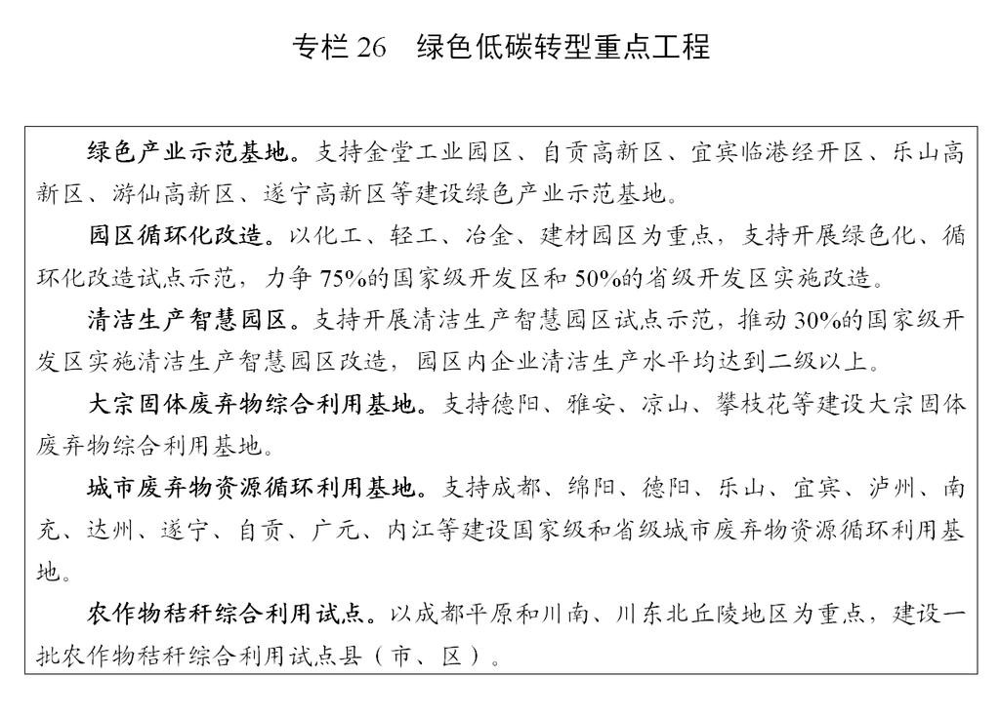 专栏 26　绿色低碳转型重点工程
绿色产业示范基地。支持金堂工业园区、自贡高新区、宜宾临港经开区、乐山高
新区、游仙高新区、遂宁高新区等建设绿色产业示范基地。
园区循环化改造。以化工、轻工、冶金、建材园区为重点，支持开展绿色化、循
环化改造试点示范，力争 75%的国家级开发区和 50%的省级开发区实施改造。
清洁生产智慧园区。支持开展清洁生产智慧园区试点示范，推动 30%的国家级开
发区实施清洁生产智慧园区改造，园区内企业清洁生产水平均达到二级以上。
大宗固体废弃物综合利用基地。支持德阳、雅安、凉山、攀枝花等建设大宗固体
废弃物综合利用基地。
城市废弃物资源循环利用基地。支持成都、绵阳、德阳、乐山、宜宾、泸州、南
充、达州、遂宁、自贡、广元、内江等建设国家级和省级城市废弃物资源循环利用基
地。
农作物秸秆综合利用试点。以成都平原和川南、川东北丘陵地区为重点，建设一
批农作物秸秆综合利用试点县（市、区）。